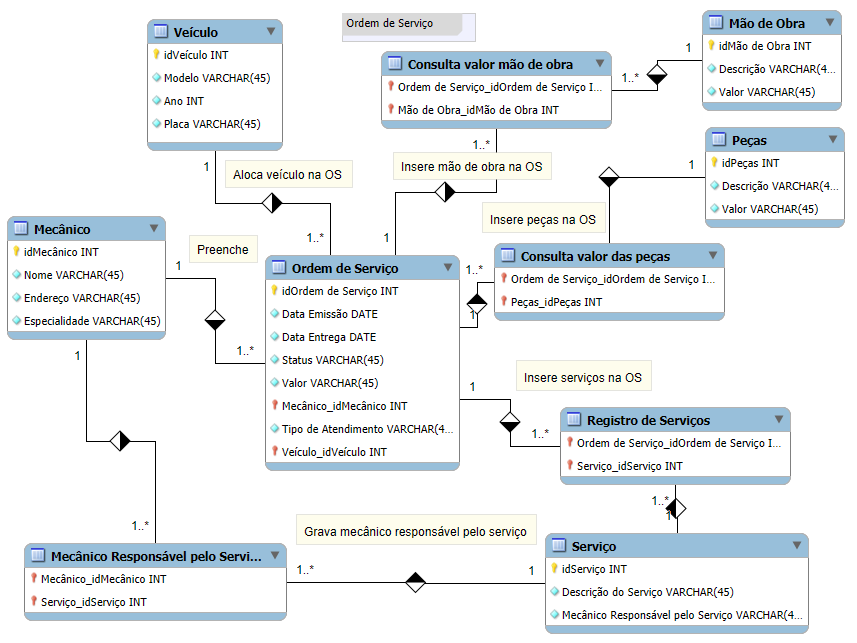 Ordem de Serviço
Veículo
idVeículo INT
Modelo VARCHAR(45)
Ano INT
Placa VARCHAR(45)
1
Aloca veículo na OS
1..*
Consulta valor mão de obra
Ordem de Serviço_idOrdem de Serviço I...
Mão de Obra_idMão de Obra INT
1..*
1
Mão de Obra
idMão de Obra INT
Descrição VARCHAR(4...
Valor VARCHAR(45)
1..*
Insere mão de obra na OS
1
Peças
idPeças INT
Descrição VARCHAR(4...
Valor VARCHAR(45)
1
Insere peças na OS
Mecânico
idMecânico INT
Nome VARCHAR(45)
Endereço VARCHAR(45)
Especialidade VARCHAR(45)
1
Preenche
1..*
1
Ordem de Serviço
idOrdem de Serviço INT
Data Emissão DATE
Data Entrega DATE
Status VARCHAR(45)
Valor VARCHAR(45)
Mecânico_idMecânico INT
Tipo de Atendimento VARCHAR(4...
Veículo_idVeículo INT
1..*
1
Consulta valor das peças
Ordem de Serviço_idOrdem de Serviço I...
Peças_idPeças INT
1
Insere serviços na OS
1..*
Registro de Serviços
Ordem de Serviço_idOrdem de Serviço I...
Serviço_idServiço INT
1..*
1
1..*
Mecânico Responsável pelo Servi...
Mecânico_idMecânico INT
Serviço_idServiço INT
Grava mecânico responsável pelo serviço
1..*
1
Serviço
idServiço INT
Descrição do Serviço VARCHAR(45)
Mecânico Responsável pelo Serviço VARCHAR(4...